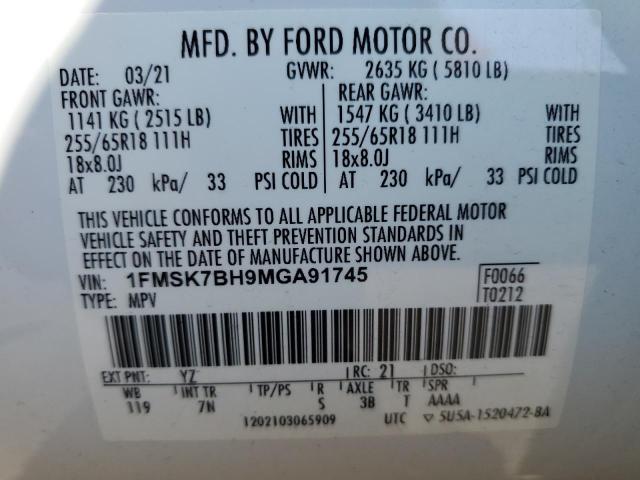 MFD. BY FORD MOTOR CO.
DATE: 03/21 GVWR: 2635 KG ( 5810 LB)
FRONT GAWR: REAR GAWR:
1141 KG ( 2515 LB) WITH 1547 KG ( 3410 LB) WITH
255/65R18 111H TIRES 255/65R18 111H TIRES
18x8.0J RIMS 18x8.0J RIMS
AT 230 kPa/ 33 PSI COLD AT 230 kPa/ 33 PSI COLD
THIS VEHICLE CONFORMS TO ALL APPLICABLE FEDERAL MOTOR
VEHICLE SAFETY AND THEFT PREVENTION STANDARDS IN
EFFECT ON THE DATE OF MANUFACTURE SHOWN ABOVE.
VIN: 1FMSK7BH9MGA91745 F0066
TYPE: MPV T0212
EXT PNT: YZ RC: 21 DSO:
WB INT TR TP/PS R AXLE TR SPR
119 7N S 3B T AAAA
1202103065909 UTC ▽ 5U5A-1520472-BA